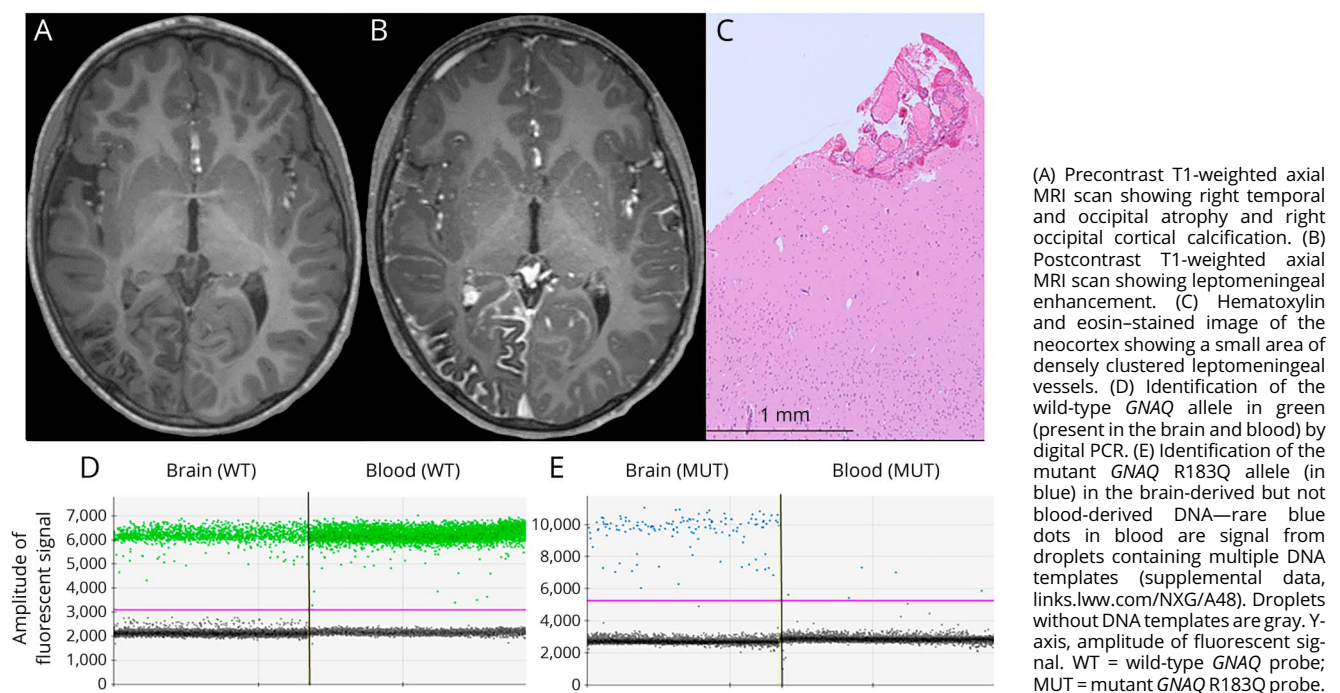 A
B
C
1 mm
D
Brain (WT)
Blood (WT)
Amplitude of
fluorescent signal
7,000
6,000
5,000
4,000
3,000
2,000
1,000
0
E
Brain (MUT)
Blood (MUT)
10,000
8,000
6,000
4,000
2,000
0
(A) Precontrast T1-weighted axial
MRI scan showing right temporal
and occipital atrophy and right
occipital cortical calcification. (B)
Postcontrast T1-weighted axial
MRI scan showing leptomeningeal
enhancement. (C) Hematoxylin
and eosin–stained image of the
neocortex showing a small area of
densely clustered leptomeningeal
vessels. (D) Identification of the
wild-type GNAQ allele in green
(present in the brain and blood) by
digital PCR. (E) Identification of the
mutant GNAQ R183Q allele (in
blue) in the brain-derived but not
blood-derived DNA—rare blue
dots in blood are signal from
droplets containing multiple DNA
templates (supplemental data,
links.lww.com/NXG/A48). Droplets
without DNA templates are gray. Y-
axis, amplitude of fluorescent sig-
nal. WT = wild-type GNAQ probe;
MUT = mutant GNAQ R183Q probe.